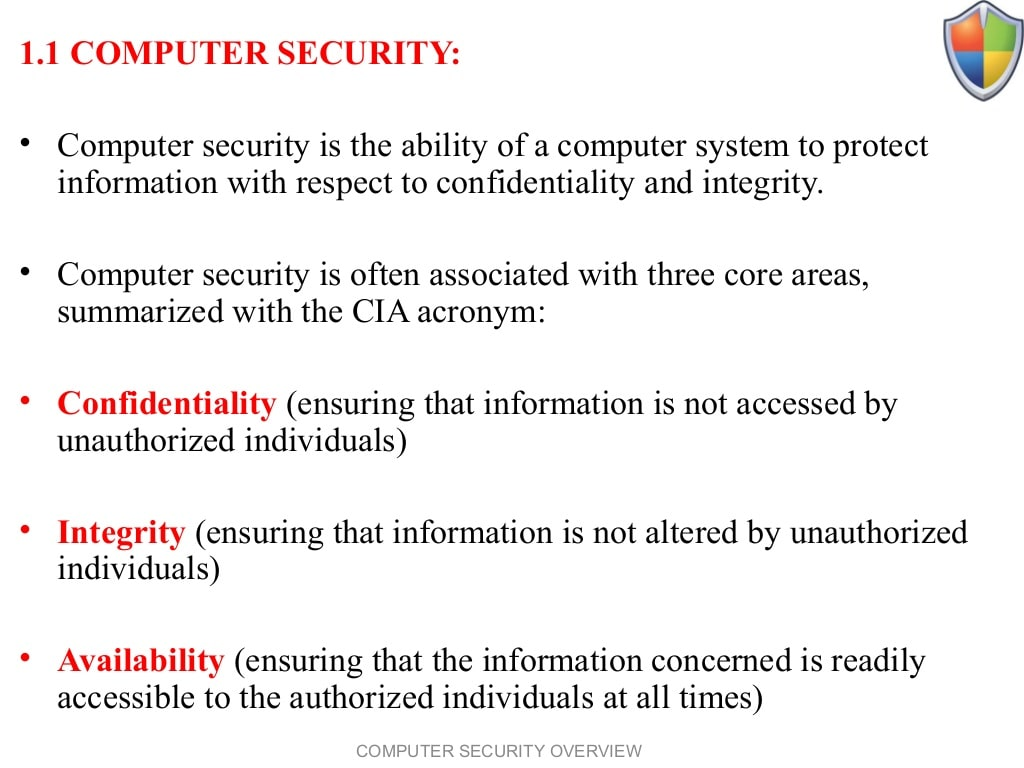 1.1 COMPUTER SECURITY:
• Computer security is the ability of a computer system to protect
information with respect to confidentiality and integrity.
• Computer security is often associated with three core areas,
summarized with the CIA acronym:
• Confidentiality (ensuring that information is not accessed by
unauthorized individuals)
• Integrity (ensuring that information is not altered by unauthorized
individuals)
• Availability (ensuring that the information concerned is readily
accessible to the authorized individuals at all times)
COMPUTER SECURITY OVERVIEW